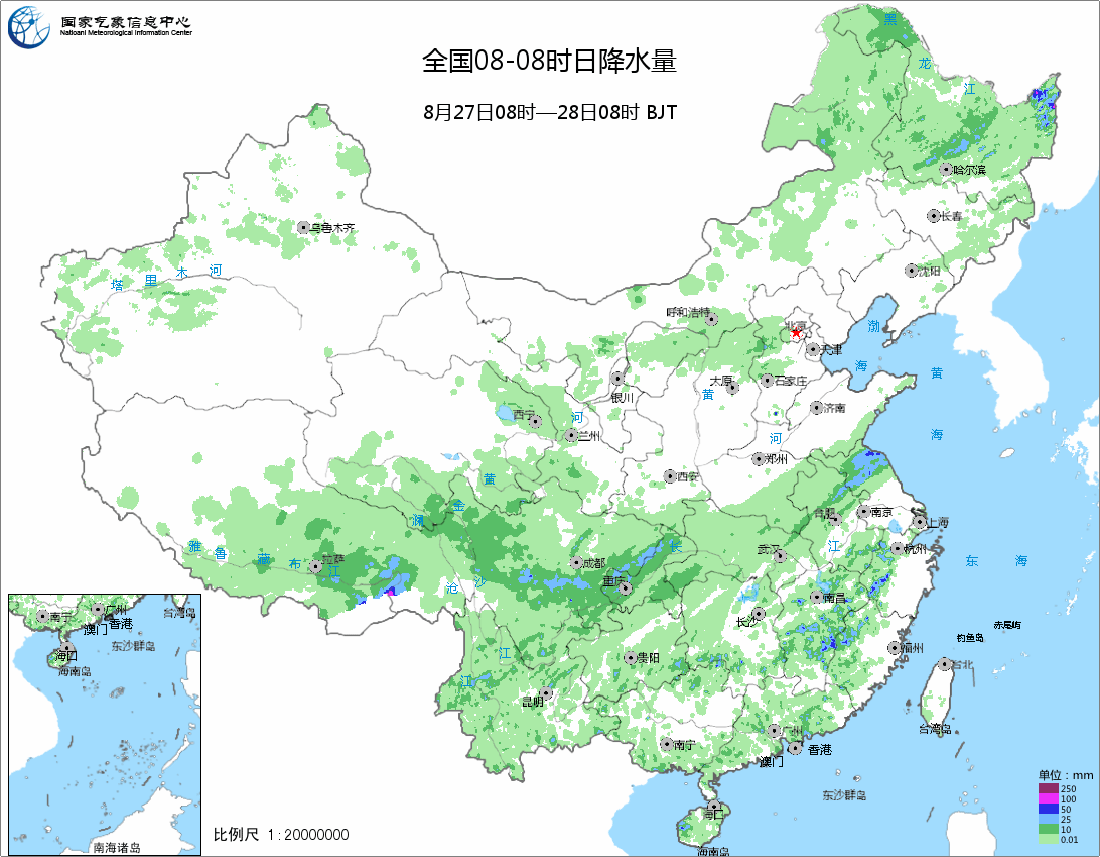 国家气象信息中心
Naitioanl Meteorological Information Center
全国08-08时日降水量
8月27日08时—28日08时 BJT
黑
龙
江
哈尔滨
长春
沈阳
乌鲁木齐
塔 里 木 河
呼和浩特
北京
天津
渤
海
黄
海
银川
太原
石家庄
黄
河
济南
西宁
兰州
河
郑州
西安
黄
金
澜
合肥
南京
上海
雅 鲁 藏 布 江
拉萨
成都
重庆
长
武汉
江
杭州
东 海
沧
沙
南昌
长沙
江
江
贵阳
福州
钓鱼岛
赤尾屿
台北
台湾岛
昆明
南宁
广州
香港
澳门
东沙群岛
海口
海南岛
南宁
广州
香港
澳门
台湾岛
东沙群岛
海口
海南岛
南海诸岛
比例尺 1:20000000
单位：mm
250
100
50
25
10
0.01